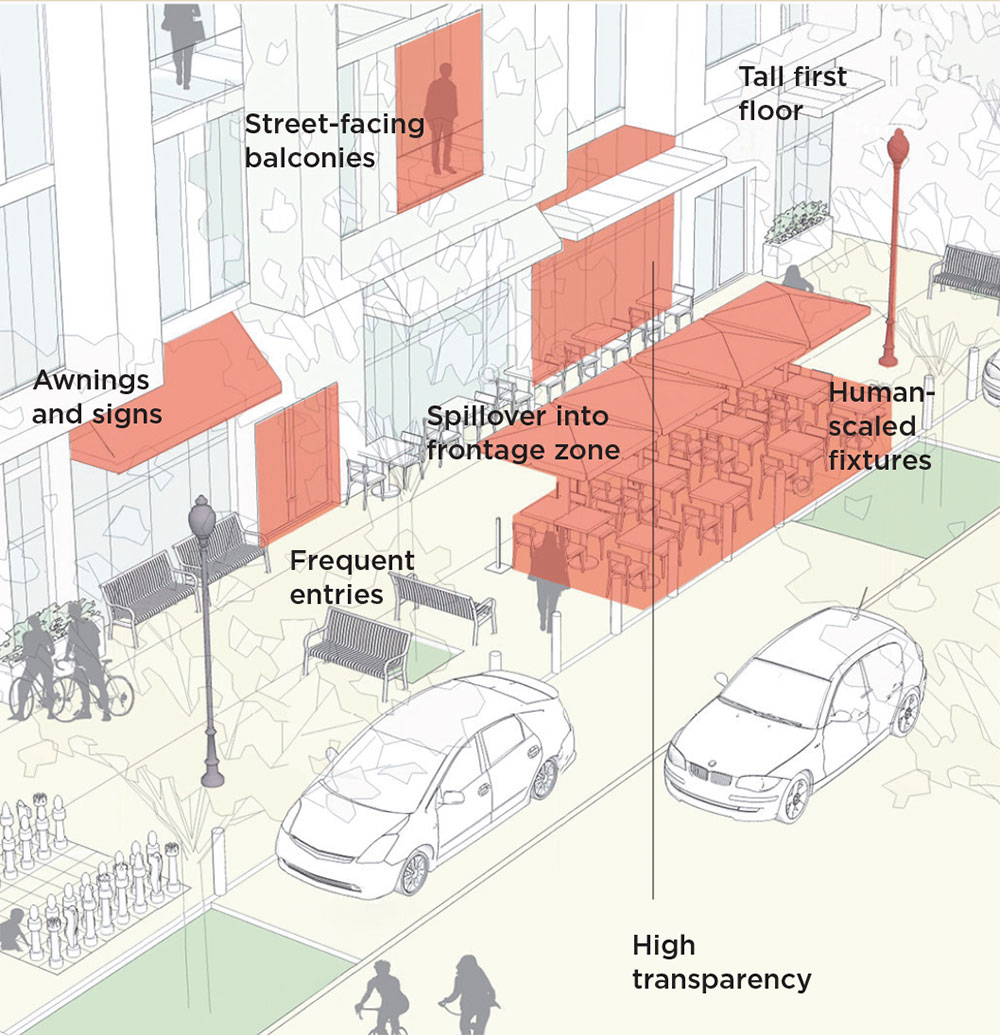 Tall first
floor
Street-facing
balconies
Awnings
and signs
Spillover into
frontage zone
Human-
scaled
fixtures
Frequent
entries
High
transparency